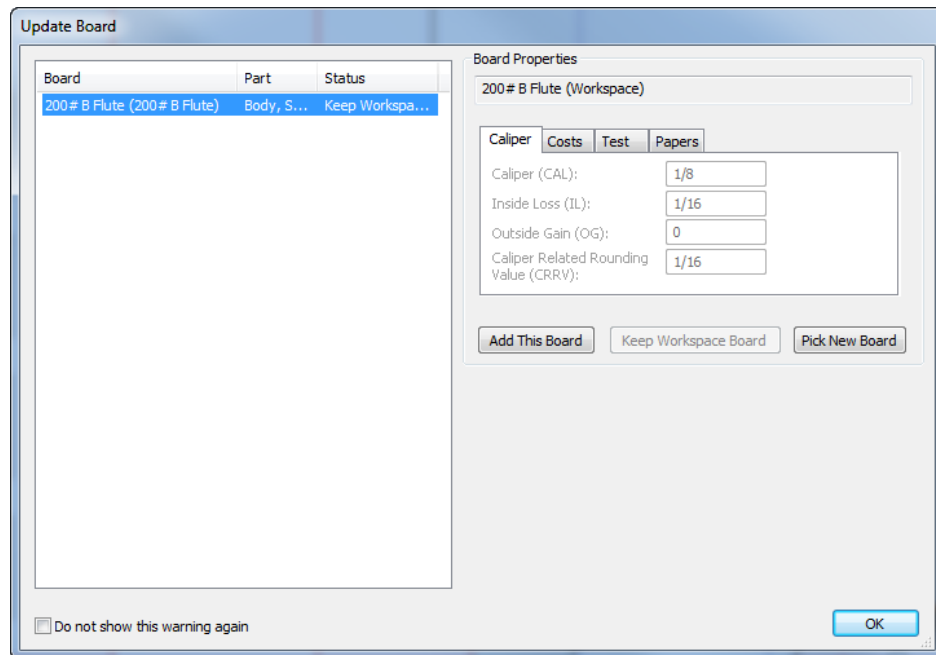 Update Board
Board Part Status
200# B Flute (200# B Flute) Body, S... Keep Workspa...
Board Properties
200# B Flute (Workspace)
Caliper Costs Test Papers
Caliper (CAL): 1/8
Inside Loss (IL): 1/16
Outside Gain (OG): 0
Caliper Related Rounding
Value (CRRV): 1/16
Add This Board Keep Workspace Board Pick New Board
Do not show this warning again
OK